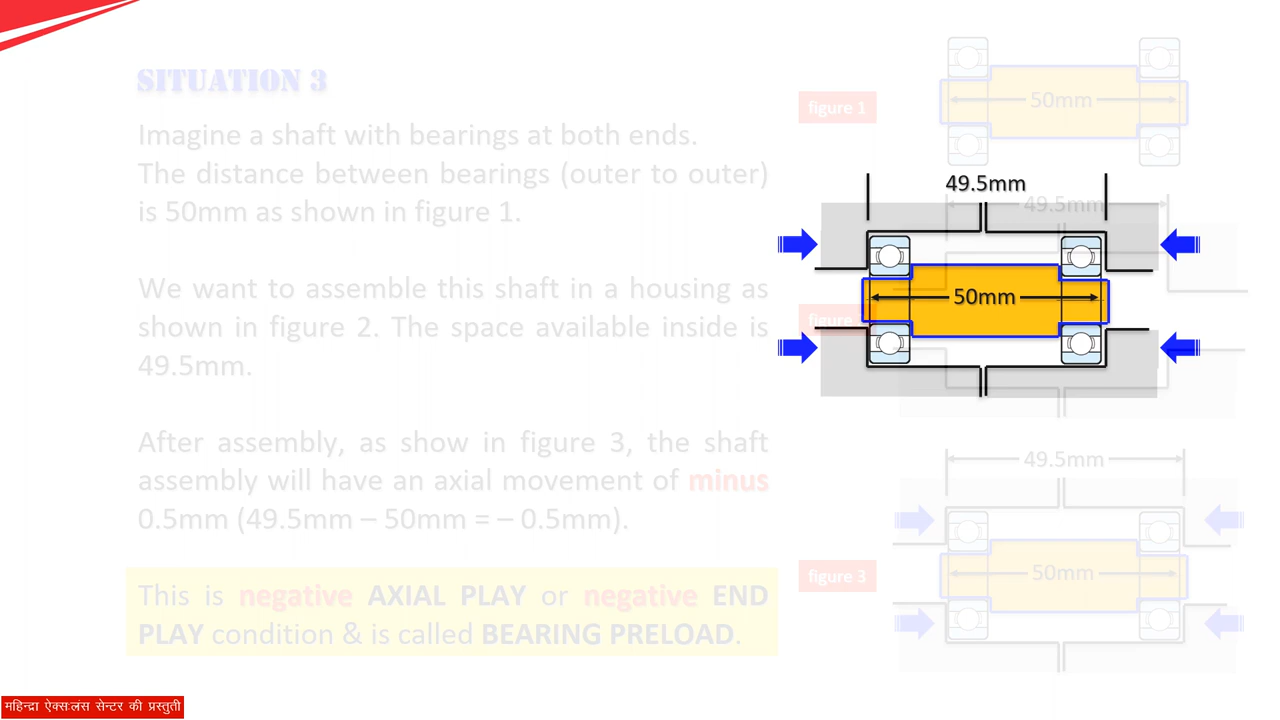 SITUATION 3
Imagine a shaft with bearings at both ends.
The distance between bearings (outer to outer)
is 50mm as shown in figure 1.
We want to assemble this shaft in a housing as
shown in figure 2. The space available inside is
49.5mm.
After assembly, as show in figure 3, the shaft
assembly will have an axial movement of minus
0.5mm (49.5mm – 50mm = – 0.5mm).
This is negative AXIAL PLAY or negative END
PLAY condition & is called BEARING PRELOAD.
figure 1
50mm
49.5mm
49.5mm
50mm
figure
49.5mm
figure 3
50mm
महिन्द्रा ऐक्सःलंस सेन्टर की प्रस्तुती